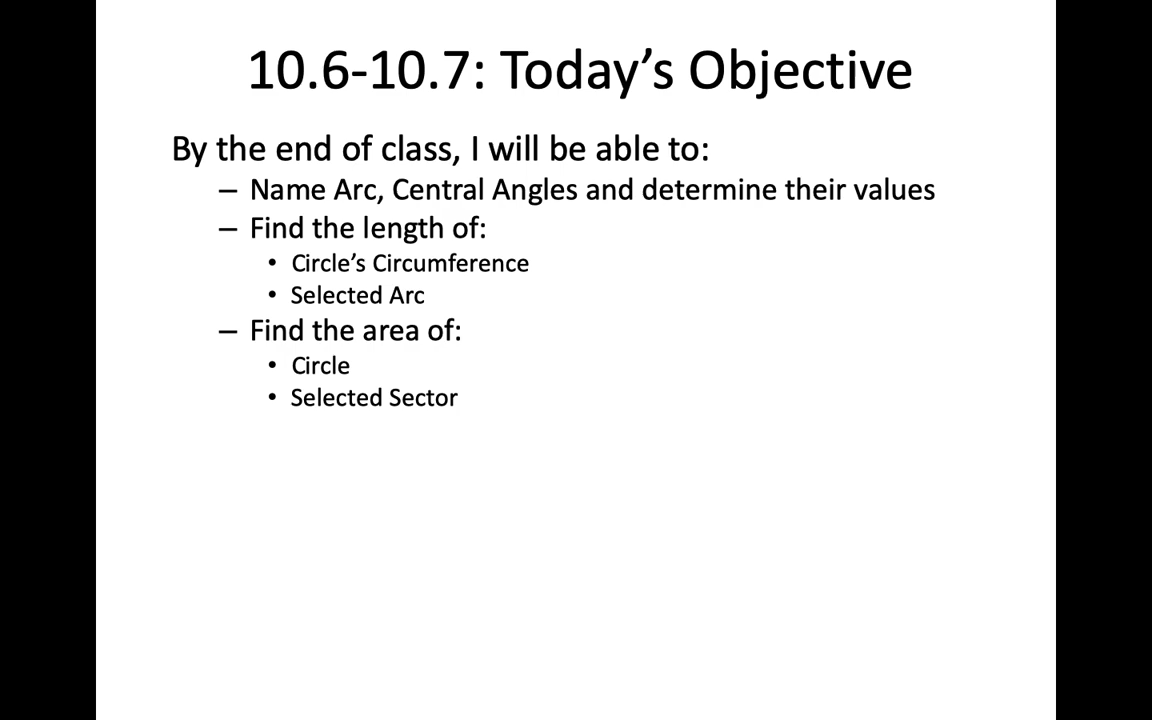 10.6-10.7: Today’s Objective
By the end of class, I will be able to:
– Name Arc, Central Angles and determine their values
– Find the length of:
• Circle’s Circumference
• Selected Arc
– Find the area of:
• Circle
• Selected Sector